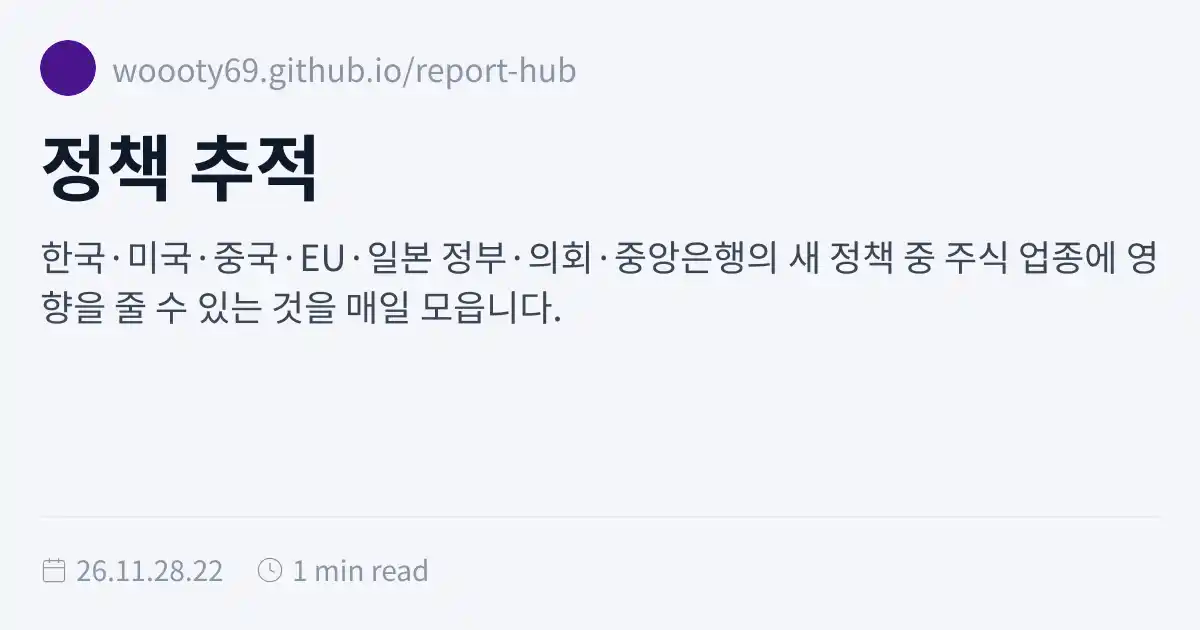 woooty69.github.io/report-hub
정책 추적
한국·미국·중국·EU·일본 정부·의회·중앙은행의 새 정책 중 주식 업종에 영
향을 줄 수 있는 것을 매일 모읍니다.
26.11.28.22 1 min read